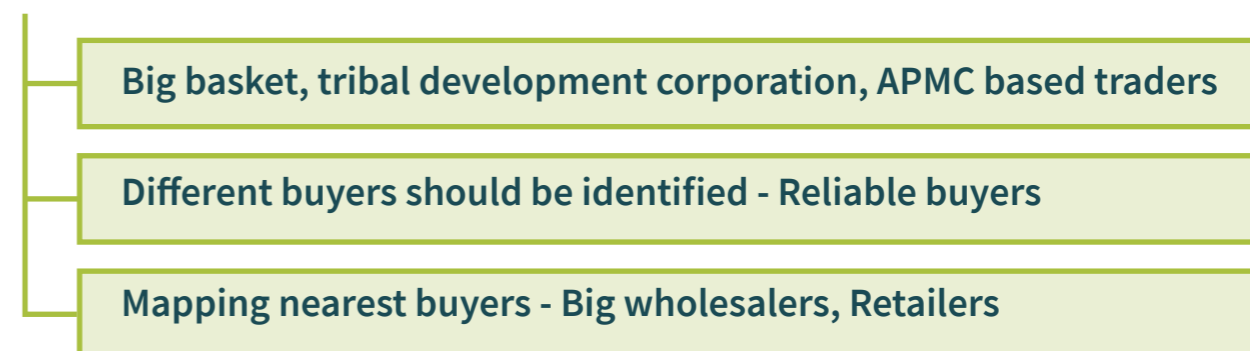 Big basket, tribal development corporation, APMC based traders
Different buyers should be identified - Reliable buyers
Mapping nearest buyers - Big wholesalers, Retailers